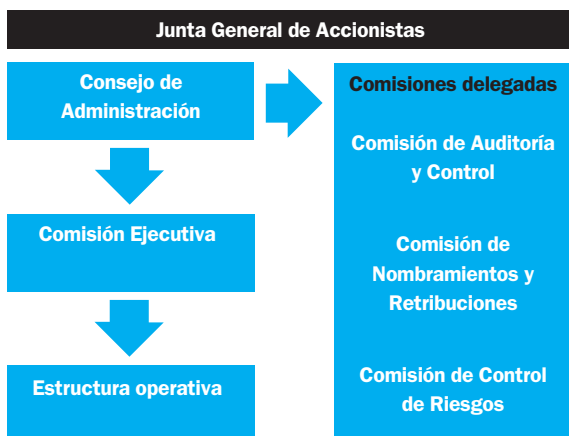 Junta General de Accionistas
Consejo de
Administración
Comisión Ejecutiva
Estructura operativa
Comisiones delegadas
Comisión de Auditoría
y Control
Comisión de
Nombramientos y
Retribuciones
Comisión de Control
de Riesgos